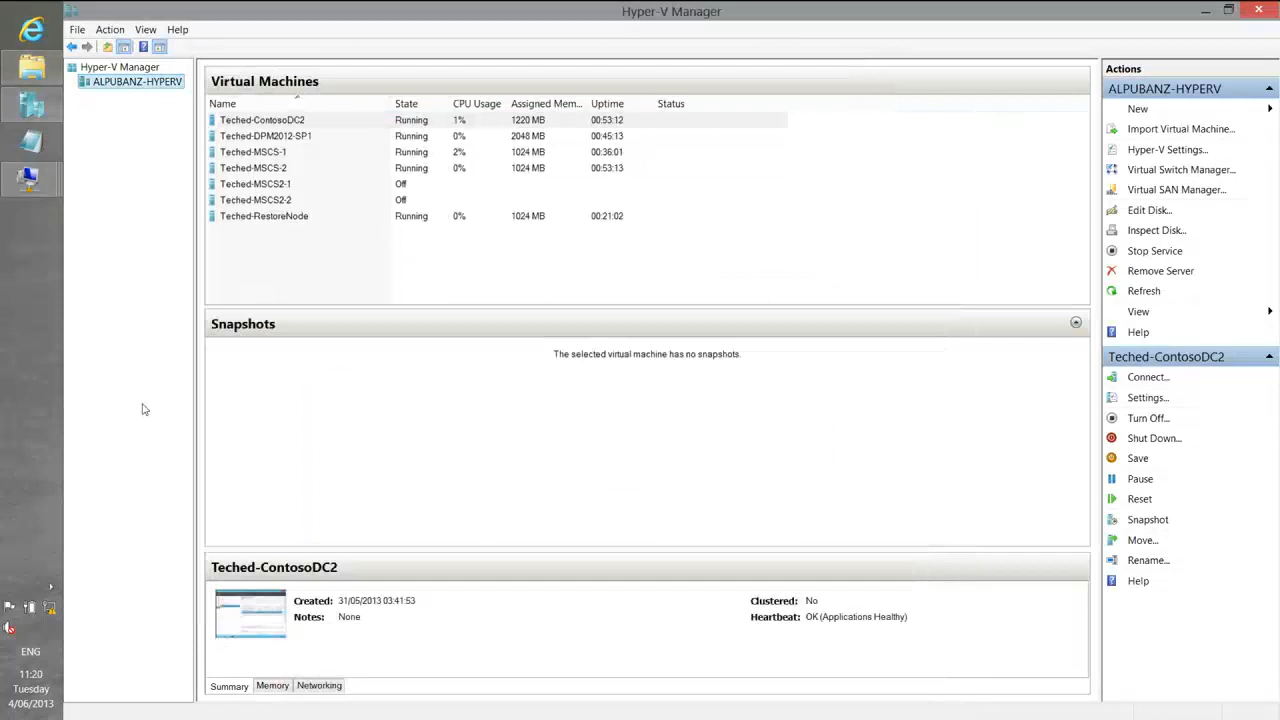 Hyper-V Manager
File Action View Help
Hyper-V Manager
ALPUBANZ-HYPERV
Virtual Machines
Name State CPU Usage Assigned Mem... Uptime Status
Teched-ContosoDC2 Running 1% 1220 MB 00:53:12
Teched-DPM2012-SP1 Running 0% 2048 MB 00:45:13
Teched-MSCS-1 Running 2% 1024 MB 00:36:01
Teched-MSCS-2 Running 0% 1024 MB 00:53:13
Teched-MSCS2-1 Off
Teched-MSCS2-2 Off
Teched-RestoreNode Running 0% 1024 MB 00:21:02
Snapshots
The selected virtual machine has no snapshots.
Teched-ContosoDC2
Created: 31/05/2013 03:41:53 Clustered: No
Notes: None Heartbeat: OK (Applications Healthy)
Summary Memory Networking
Actions
ALPUBANZ-HYPERV
New
Import Virtual Machine...
Hyper-V Settings...
Virtual Switch Manager...
Virtual SAN Manager...
Edit Disk...
Inspect Disk...
Stop Service
Remove Server
Refresh
View
Help
Teched-ContosoDC2
Connect...
Settings...
Turn Off...
Shut Down...
Save
Pause
Reset
Snapshot
Move...
Rename...
Help
ENG
11:20
Tuesday
4/06/2013